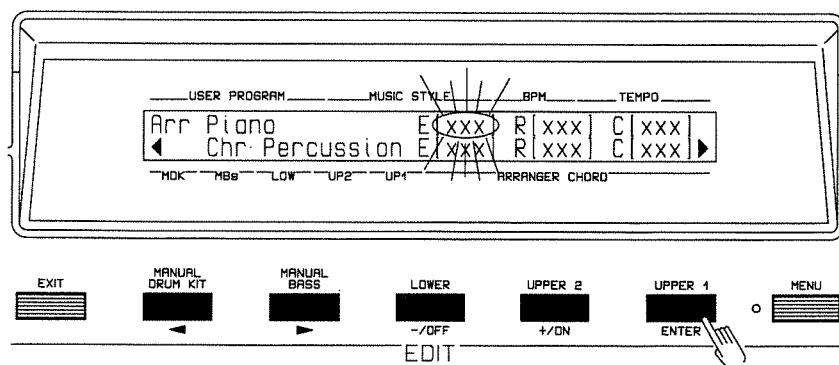 USER PROGRAM MUSIC STYLE BPM TEMPO
Arr Piano E[xxx] R[xxx] C[xxx]
◀ Chr Percussion E[xxx] R[xxx] C[xxx]▶
MDK MBs LOW UP2 UP1 ARRANGER CHORD
EXIT MANUAL DRUM KIT MANUAL BASS LOWER UPPER 2 UPPER 1 MENU
◀ ▶ -/OFF +/ON ENTER
EDIT